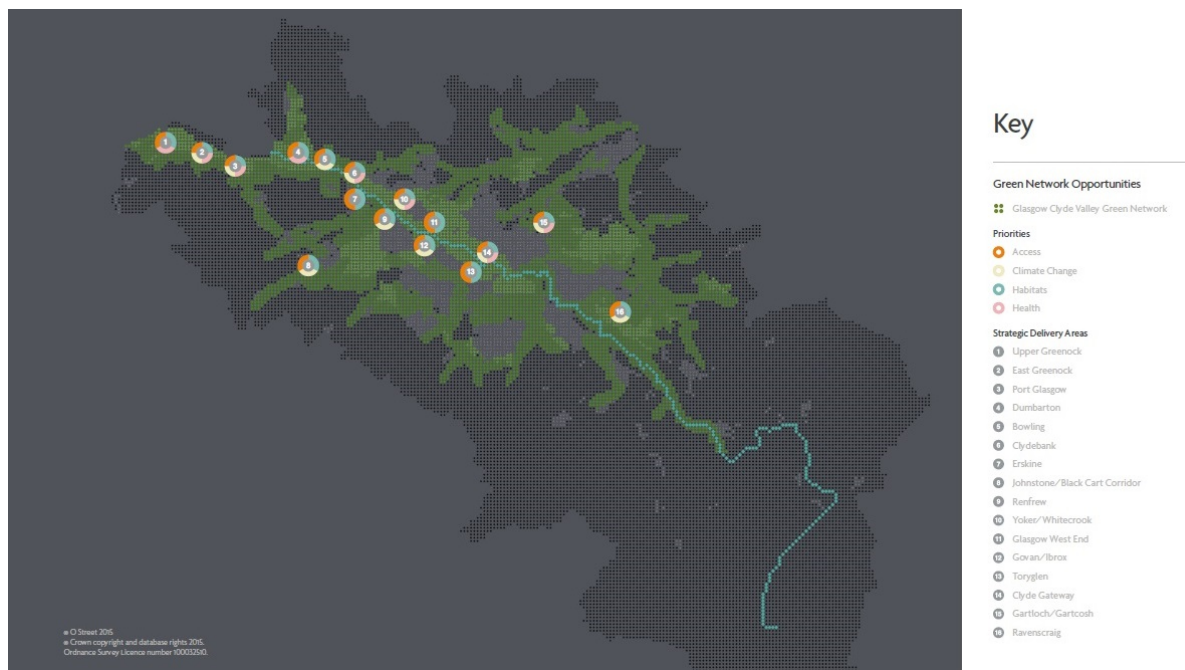 1
2
3
4
5
6
7
8
9
10
11
12
13
14
15
16
© O Street 2015
© Crown copyright and database rights 2015.
Ordnance Survey Licence number 100032510.
Key
Green Network Opportunities
Glasgow Clyde Valley Green Network
Priorities
Access
Climate Change
Habitats
Health
Strategic Delivery Areas
1 Upper Greenock
2 East Greenock
3 Port Glasgow
4 Dumbarton
5 Bowling
6 Clydebank
7 Erskine
8 Johnstone/Black Cart Corridor
9 Renfrew
10 Yoker/Whitecrook
11 Glasgow West End
12 Govan/Ibrox
13 Toryglen
14 Clyde Gateway
15 Gartloch/Gartcosh
16 Ravenscraig